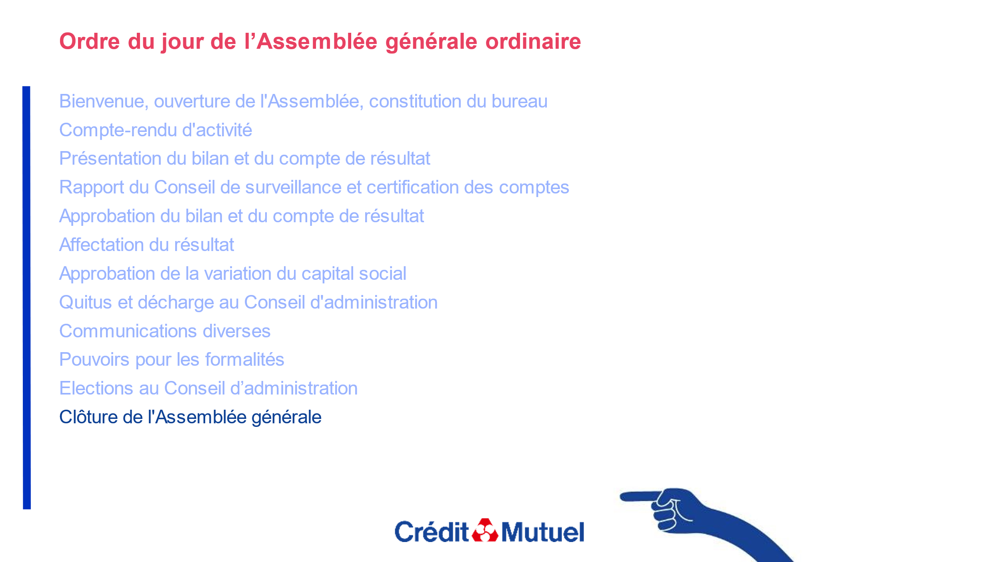 Ordre du jour de l’Assemblée générale ordinaire
Bienvenue, ouverture de l'Assemblée, constitution du bureau
Compte-rendu d'activité
Présentation du bilan et du compte de résultat
Rapport du Conseil de surveillance et certification des comptes
Approbation du bilan et du compte de résultat
Affectation du résultat
Approbation de la variation du capital social
Quitus et décharge au Conseil d'administration
Communications diverses
Pouvoirs pour les formalités
Elections au Conseil d’administration
Clôture de l'Assemblée générale
Crédit Mutuel